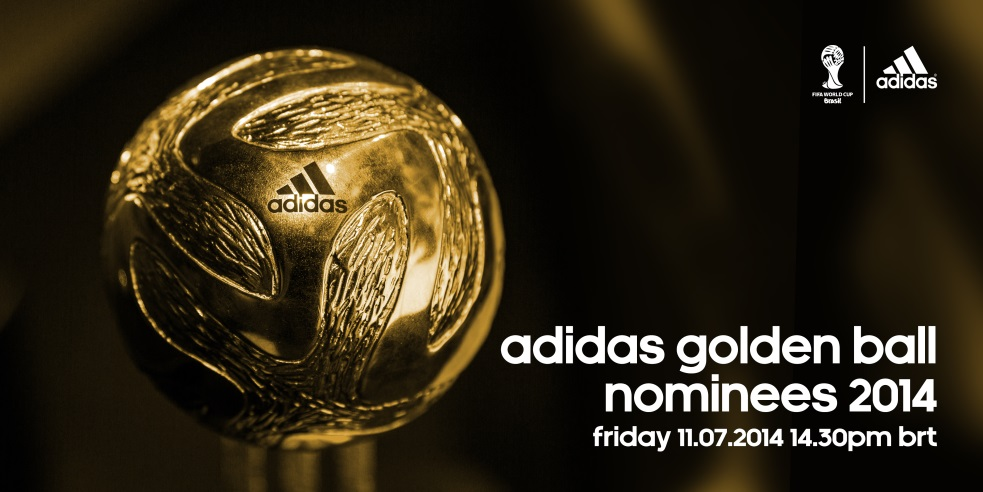 FIFA WORLD CUP
Brasil
adidas
adidas
adidas golden ball
nominees 2014
friday 11.07.2014 14.30pm brt